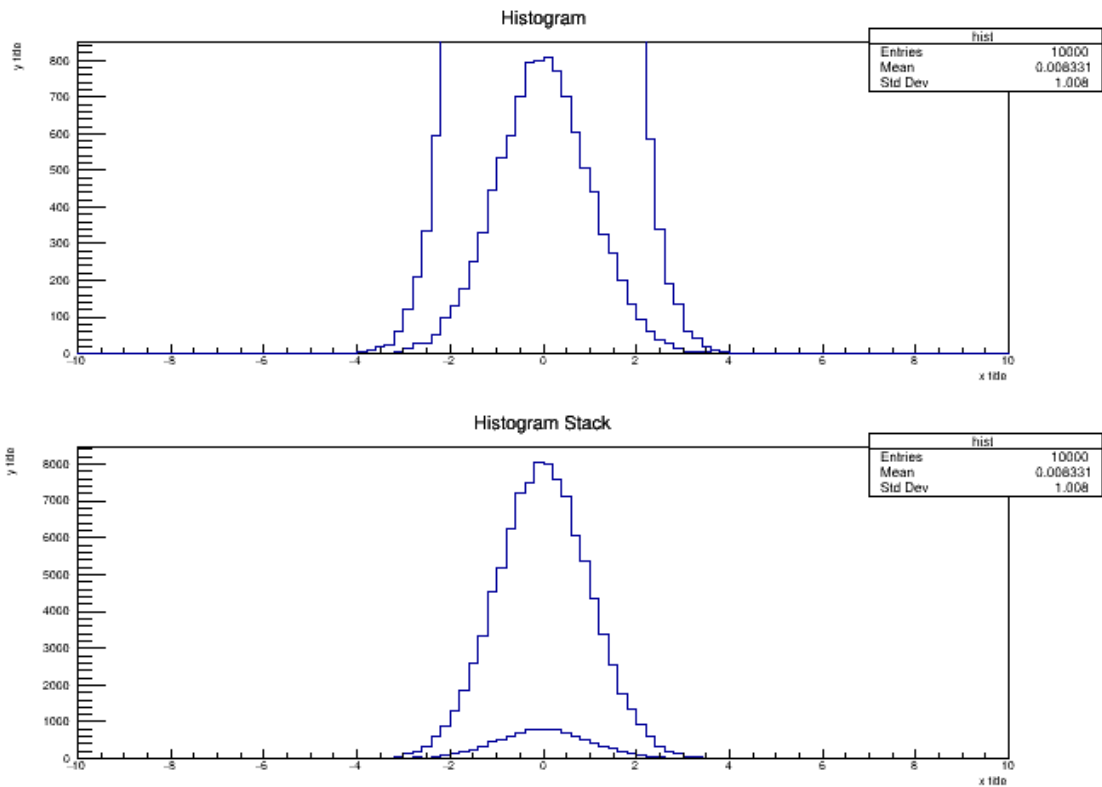 Histogram
hist
Entries 10000
Mean 0.008331
Std Dev 1.008
y title
800
700
600
500
400
300
200
100
0
-10 -8 -6 -4 -2 0 2 4 6 8 10
x title
Histogram Stack
hist
Entries 10000
Mean 0.008331
Std Dev 1.008
y title
8000
7000
6000
5000
4000
3000
2000
1000
0
-10 -8 -6 -4 -2 0 2 4 6 8 10
x title